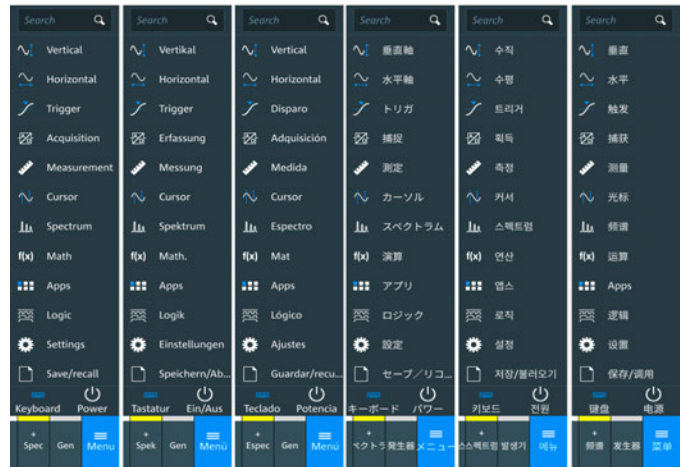 Search
Vertical
Horizontal
Trigger
Acquisition
Measurement
Cursor
Spectrum
f(x) Math
Apps
Logic
Settings
Save/recall
Keyboard Power
+
Spec Gen Menu
Search
Vertikal
Horizontal
Trigger
Erfassung
Messung
Cursor
Spektrum
f(x) Math.
Apps
Logik
Einstellungen
Speichern/Ab...
Tastatur Ein/Aus
+
Spek Gen Menü
Search
Vertical
Horizontal
Disparo
Adquisición
Medida
Cursor
Espectro
f(x) Mat
Apps
Lógico
Ajustes
Guardar/recu...
Teclado Potencia
+
Espec Gen Menú
Search
垂直軸
水平軸
トリガ
捕捉
測定
カーソル
スペクトラム
f(x) 演算
アプリ
ロジック
設定
セーブ／リコ...
キーボード パワー
+
ペクトラ 発生器 メニュー
Search
수직
수평
트리거
획득
측정
커서
스펙트럼
f(x) 연산
앱스
로직
설정
저장/불러오기
키보드 전원
+
스펙트럼 발생기 메뉴
Search
垂直
水平
触发
捕获
测量
光标
频谱
f(x) 运算
Apps
逻辑
设置
保存/调用
键盘 电源
+
频谱 发生器 菜单